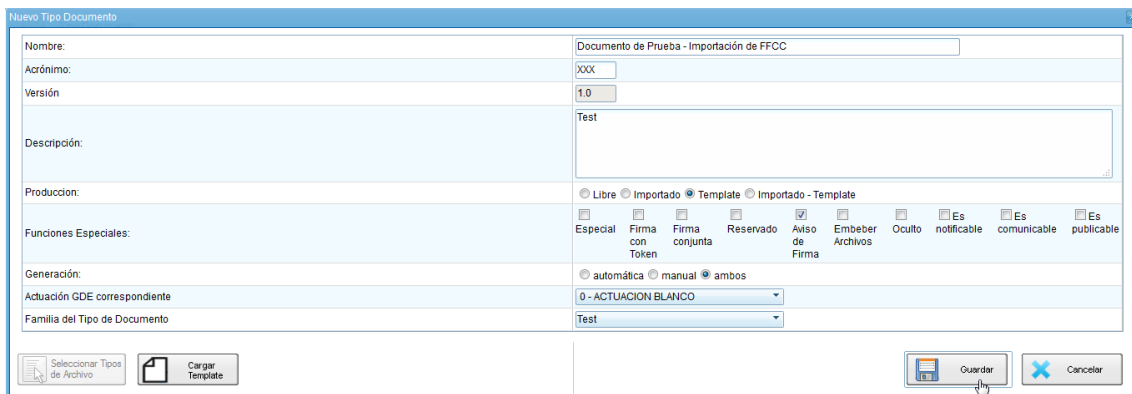 Nuevo Tipo Documento
Nombre: Documento de Prueba - Importación de FFCC
Acrónimo: XXX
Versión 1.0
Descripción: Test
Produccion: Libre Importado Template Importado - Template
Funciones Especiales: Especial Firma con Token Firma conjunta Reservado Aviso de Firma Embeber Archivos Oculto Es notificable Es comunicable Es publicable
Generación: automática manual ambos
Actuación GDE correspondiente 0 - ACTUACION BLANCO
Familia del Tipo de Documento Test
Seleccionar Tipos de Archivo Cargar Template Guardar Cancelar